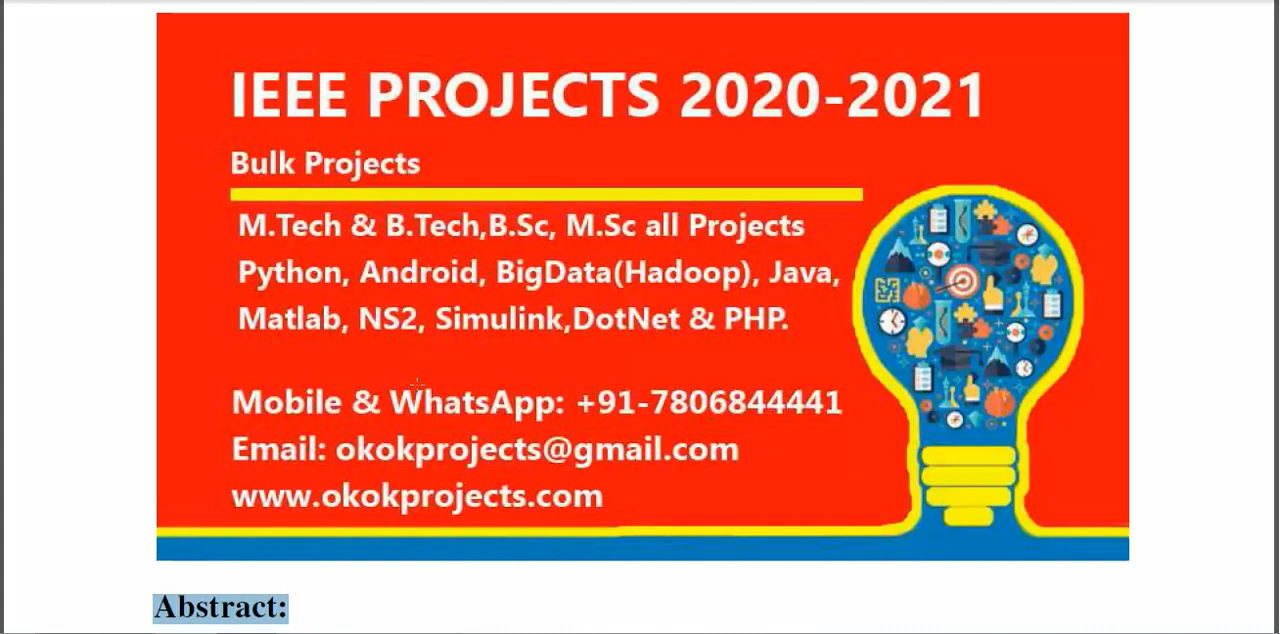 IEEE PROJECTS 2020-2021
Bulk Projects
M.Tech & B.Tech,B.Sc, M.Sc all Projects
Python, Android, BigData(Hadoop), Java,
Matlab, NS2, Simulink,DotNet & PHP.
Mobile & WhatsApp: +91-7806844441
Email: okokprojects@gmail.com
www.okokprojects.com
Abstract: